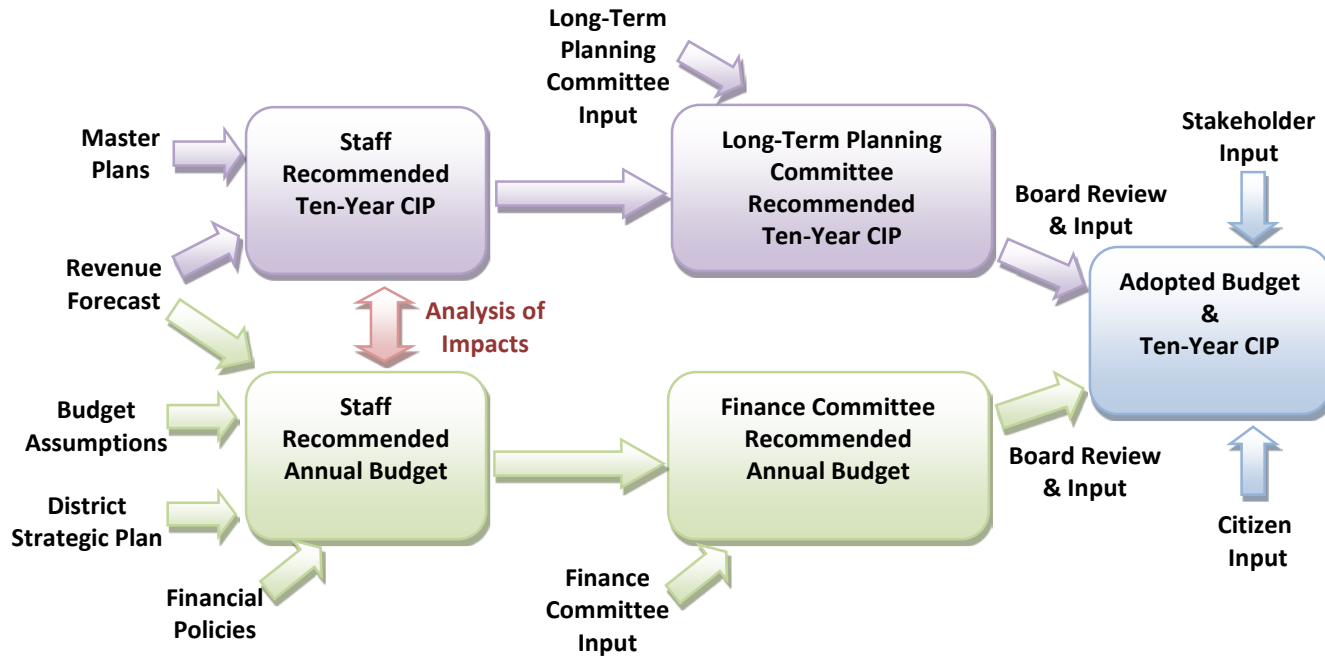 Long-Term
Planning
Committee
Input
Master
Plans
Staff
Recommended
Ten-Year CIP
Long-Term Planning
Committee
Recommended
Ten-Year CIP
Stakeholder
Input
Board Review
& Input
Revenue
Forecast
Analysis of
Impacts
Adopted Budget
&
Ten-Year CIP
Budget
Assumptions
Staff
Recommended
Annual Budget
Finance Committee
Recommended
Annual Budget
Board Review
& Input
District
Strategic Plan
Citizen
Input
Financial
Policies
Finance
Committee
Input